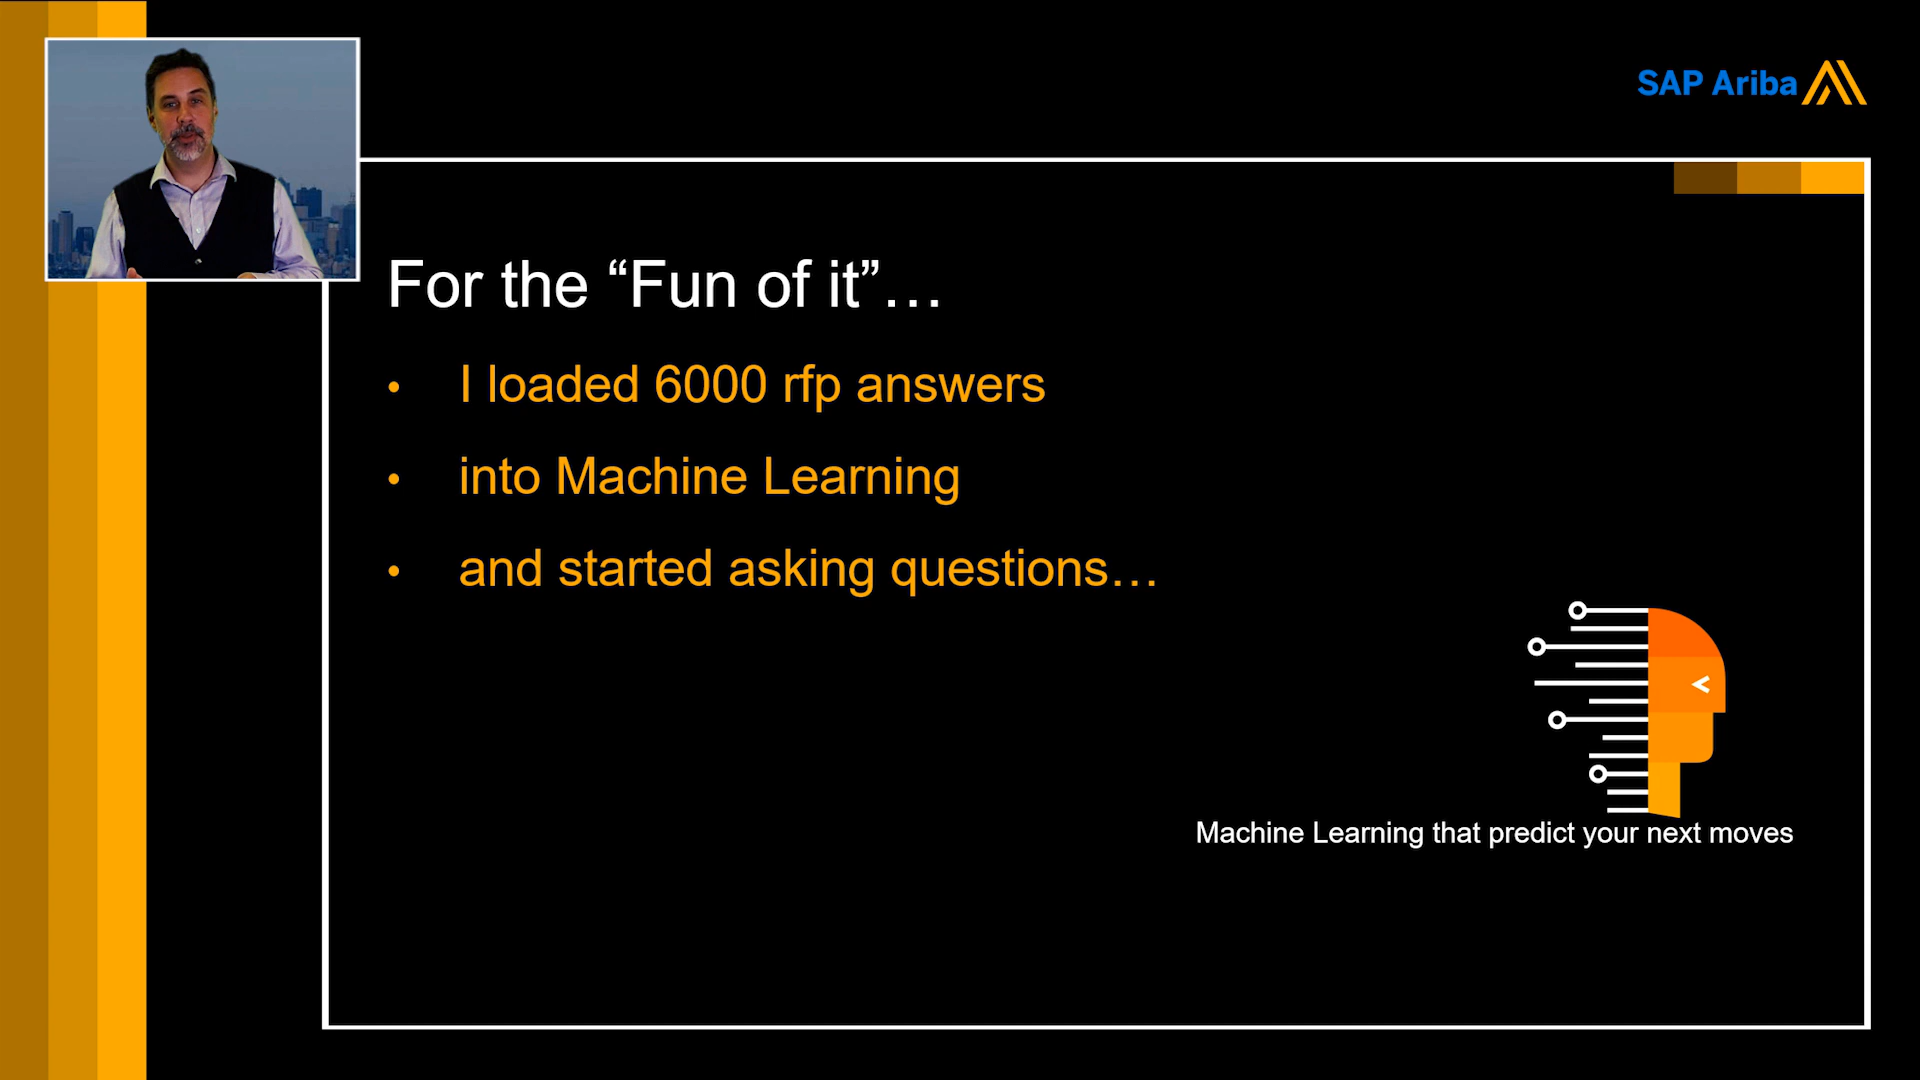 SAP Ariba
For the “Fun of it”…
• I loaded 6000 rfp answers
• into Machine Learning
• and started asking questions…
Machine Learning that predict your next moves